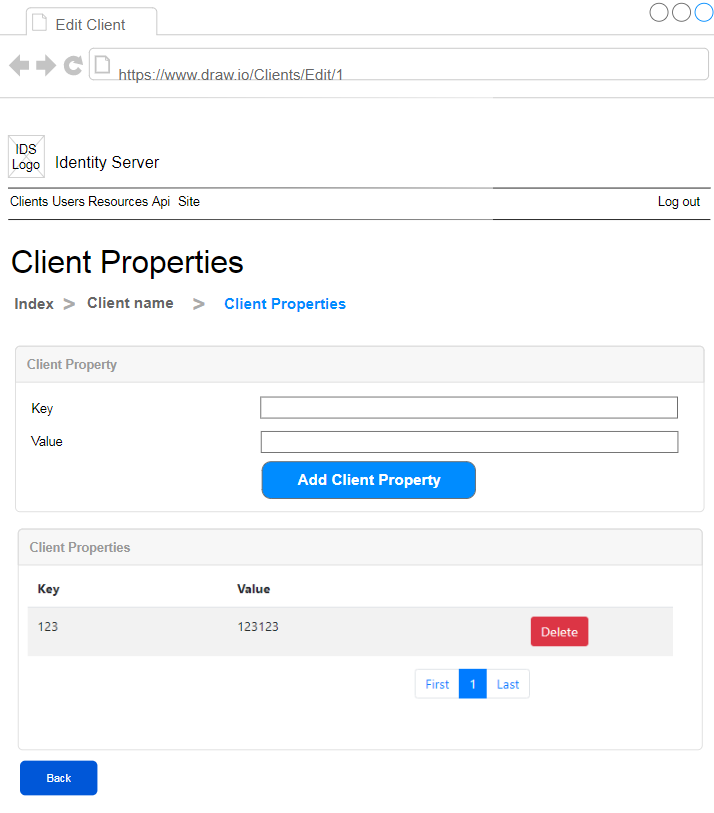 Edit Client
https://www.draw.io/Clients/Edit/1
IDS
Logo
Identity Server
Clients Users Resources Api Site Log out
Client Properties
Index > Client name > Client Properties
Client Property
Key
Value
Add Client Property
Client Properties
Key Value
123 123123 Delete
First 1 Last
Back